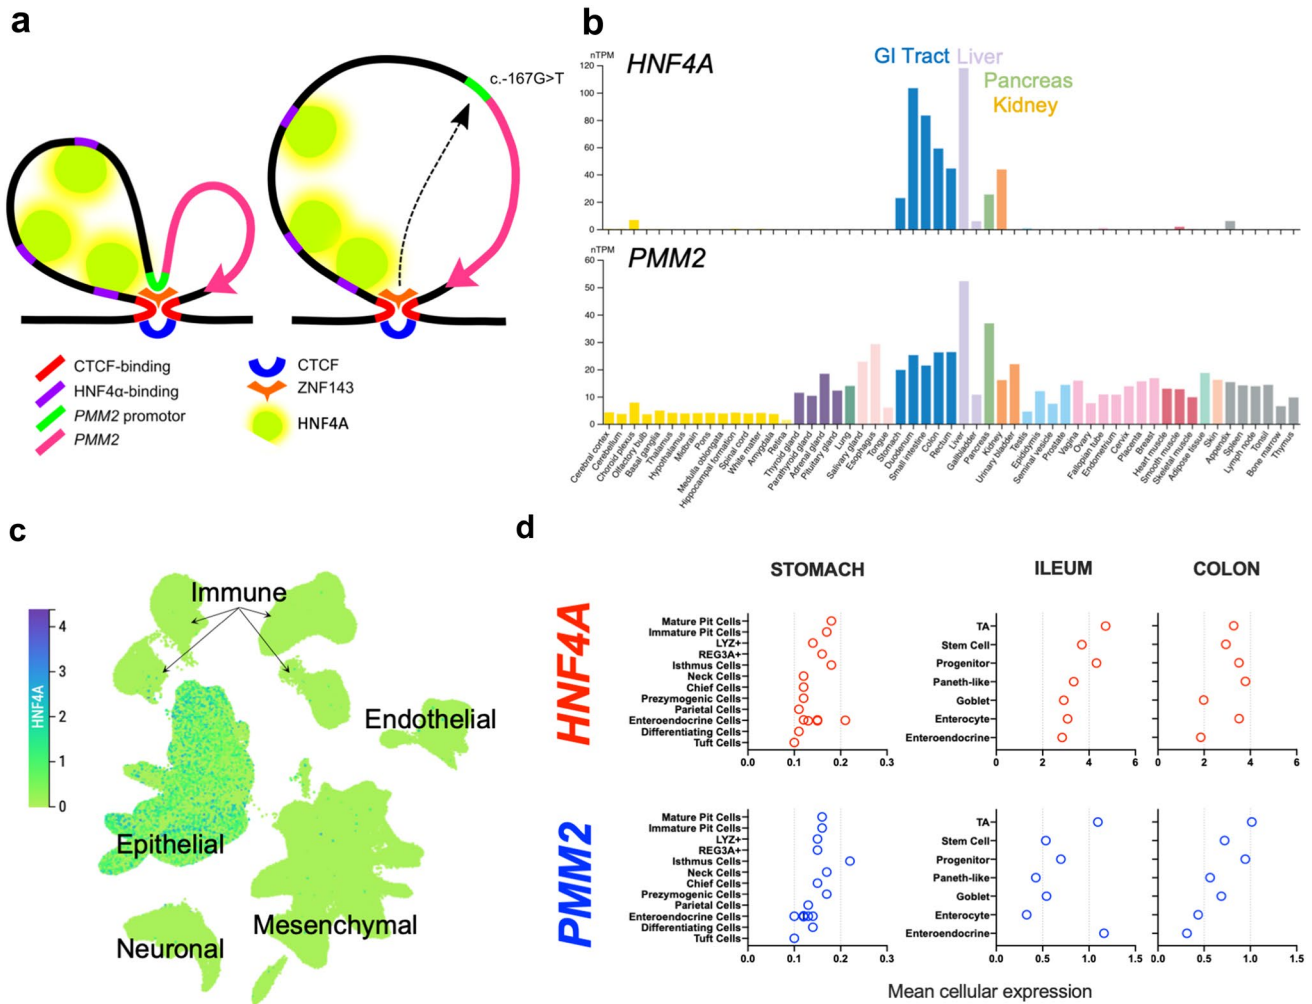 a
c.-167G>T
CTCF-binding
HNF4α-binding
PMM2 promotor
PMM2
CTCF
ZNF143
HNF4A
b
nTPM
HNF4A
GI Tract
Liver
Pancreas
Kidney
120
100
80
60
40
20
0
nTPM
PMM2
60
50
40
30
20
10
0
Cerebral cortex
Cerebellum
Choroid plexus
Olfactory bulb
Basal ganglia
Thalamus
Hypothalamus
Midbrain
Pons
Medulla oblongata
Hippocampal formation
Spinal cord
White matter
Amygdala
Retina
Thyroid gland
Parathyroid gland
Adrenal gland
Pituitary gland
Lung
Salivary gland
Esophagus
Tongue
Stomach
Duodenum
Small intestine
Colon
Rectum
Liver
Gallbladder
Pancreas
Kidney
Urinary bladder
Testis
Epididymis
Seminal vesicle
Prostate
Vagina
Ovary
Fallopian tube
Endometrium
Cervix
Placenta
Breast
Heart muscle
Smooth muscle
Skeletal muscle
Adipose tissue
Skin
Appendix
Spleen
Lymph node
Tonsil
Bone marrow
Thymus
c
HNF4A
4
3
2
1
0
Immune
Endothelial
Epithelial
Mesenchymal
Neuronal
d
STOMACH
ILEUM
COLON
HNF4A
Mature Pit Cells
Immature Pit Cells
LYZ+
REG3A+
Isthmus Cells
Neck Cells
Chief Cells
Prezymogenic Cells
Parietal Cells
Enteroendocrine Cells
Differentiating Cells
Tuft Cells
0.0 0.1 0.2 0.3
TA
Stem Cell
Progenitor
Paneth-like
Goblet
Enterocyte
Enteroendocrine
0 2 4 6
0 2 4 6
PMM2
Mature Pit Cells
Immature Pit Cells
LYZ+
REG3A+
Isthmus Cells
Neck Cells
Chief Cells
Prezymogenic Cells
Parietal Cells
Enteroendocrine Cells
Differentiating Cells
Tuft Cells
0.0 0.1 0.2 0.3
TA
Stem Cell
Progenitor
Paneth-like
Goblet
Enterocyte
Enteroendocrine
0.0 0.5 1.0 1.5
0.0 0.5 1.0 1.5
Mean cellular expression